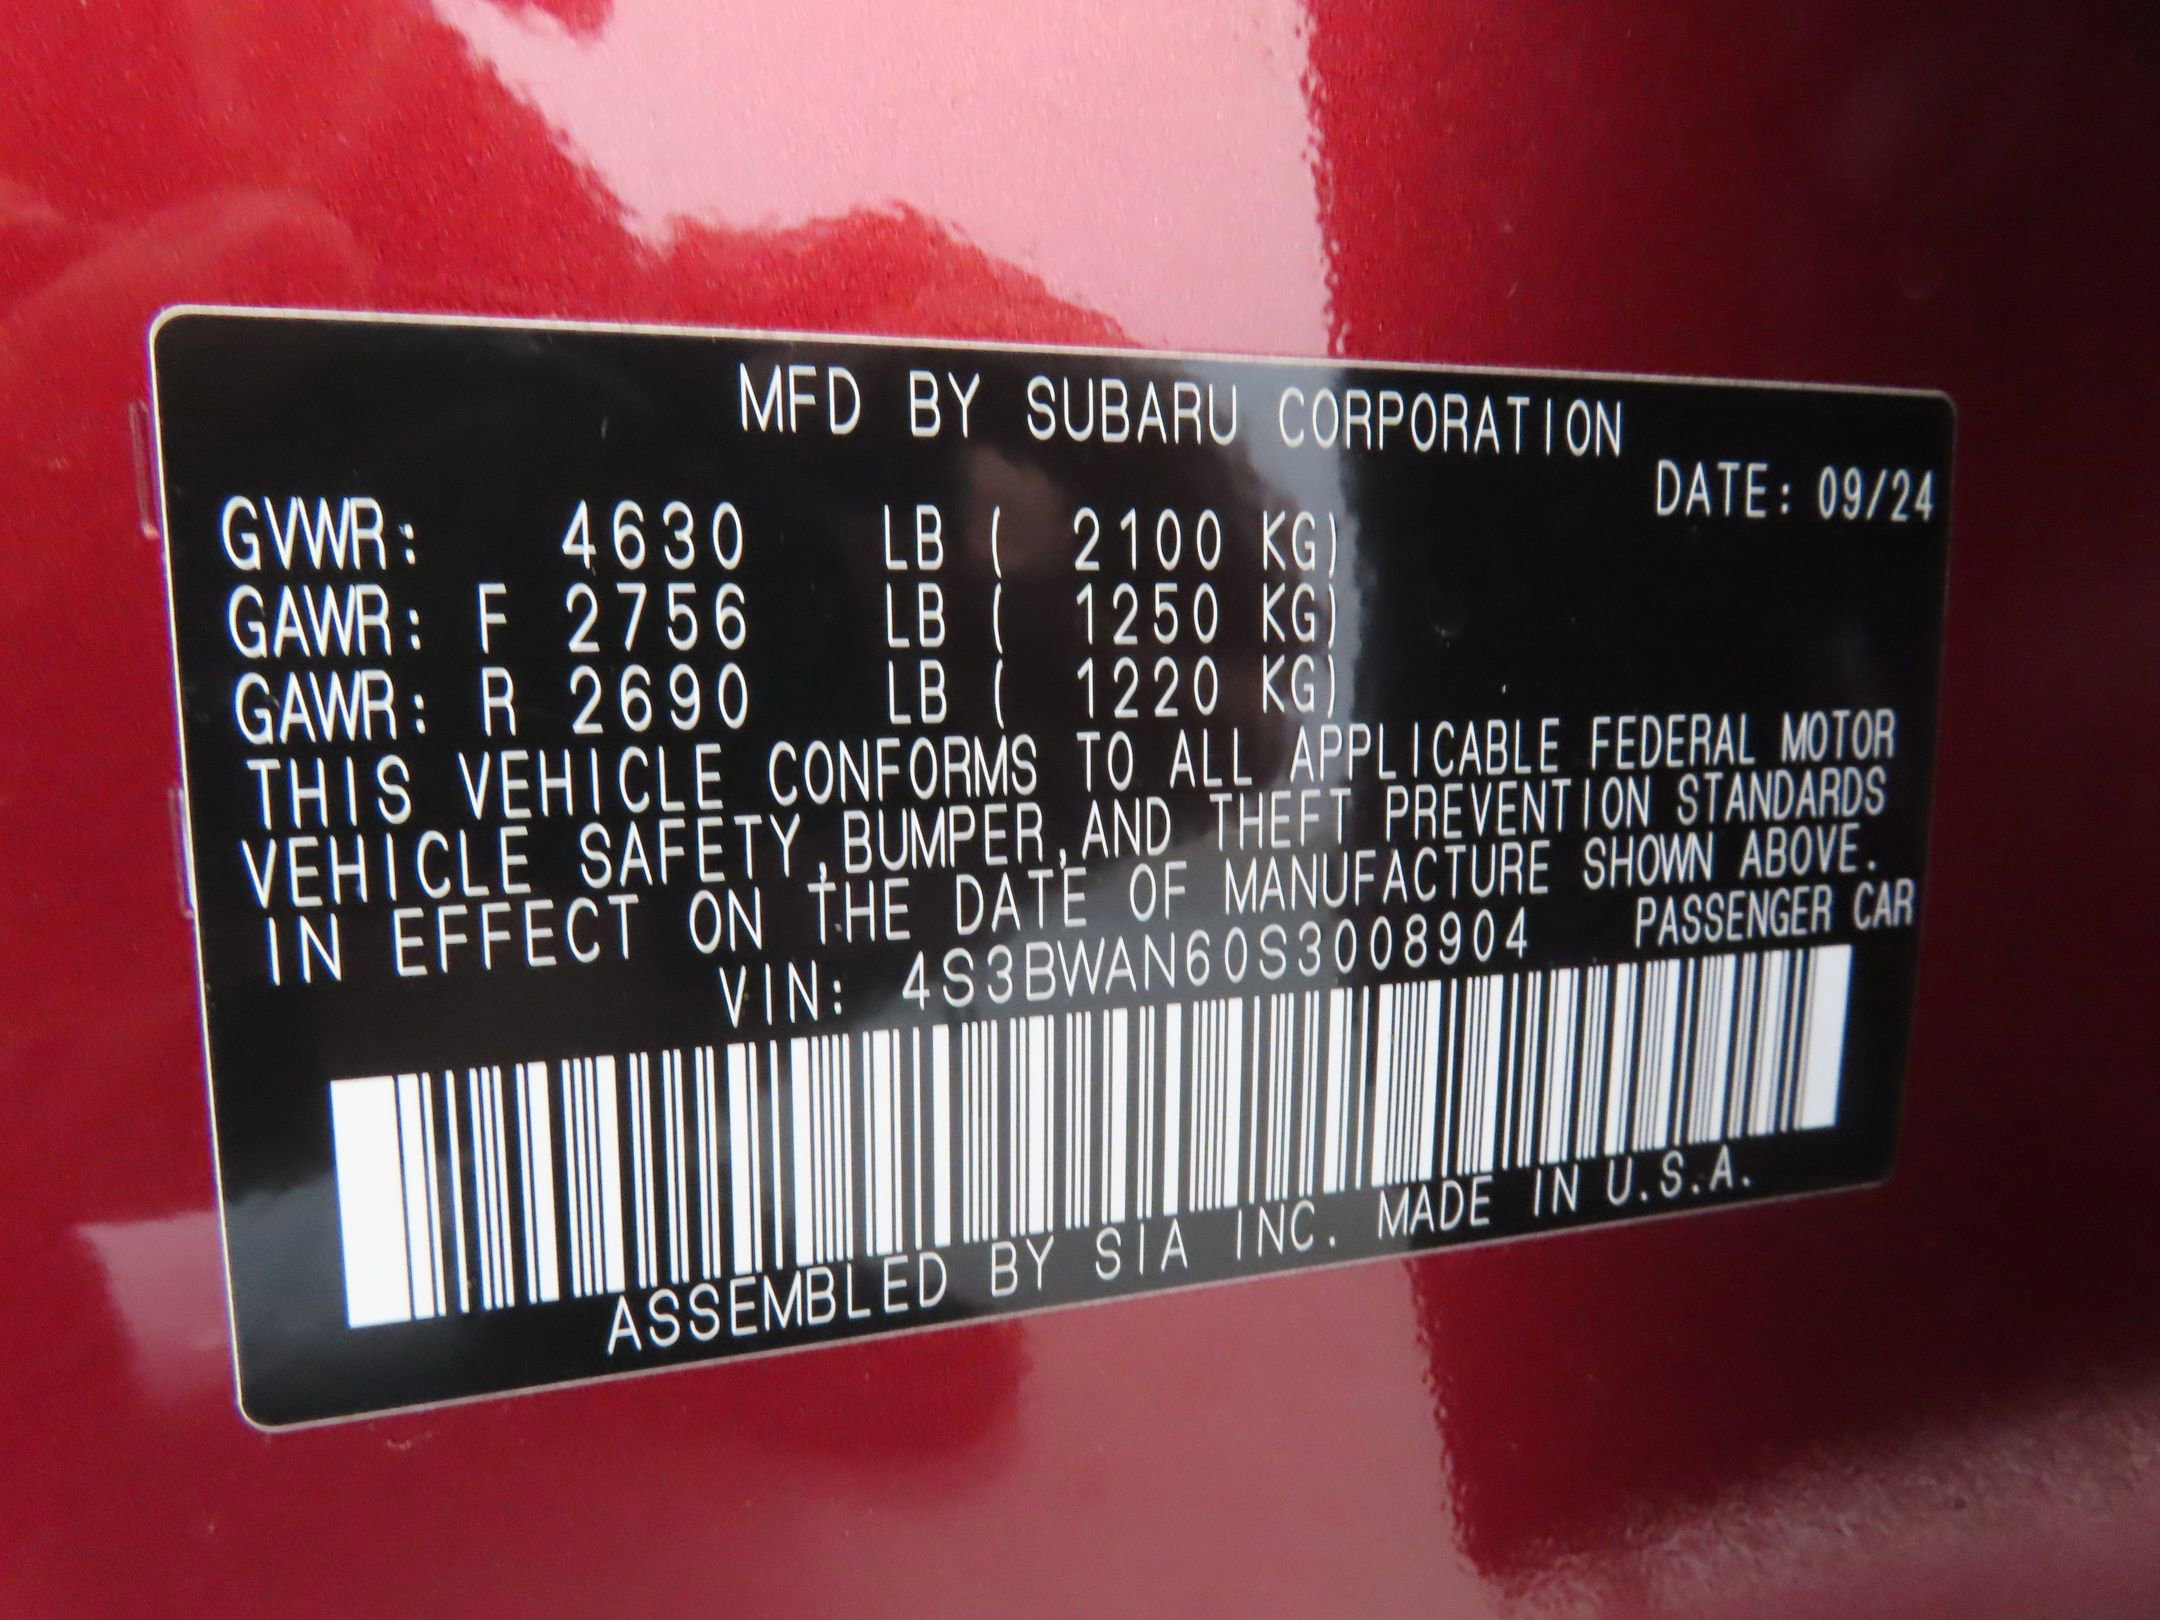 MFD BY SUBARU CORPORATION
DATE: 09/24
GVWR: 4630 LB ( 2100 KG)
GAWR: F 2756 LB ( 1250 KG)
GAWR: R 2690 LB ( 1220 KG)
THIS VEHICLE CONFORMS TO ALL APPLICABLE FEDERAL MOTOR
VEHICLE SAFETY,BUMPER,AND THEFT PREVENTION STANDARDS
IN EFFECT ON THE DATE OF MANUFACTURE SHOWN ABOVE.
VIN: 4S3BWAN60S3008904 PASSENGER CAR
ASSEMBLED BY SIA INC. MADE IN U.S.A.